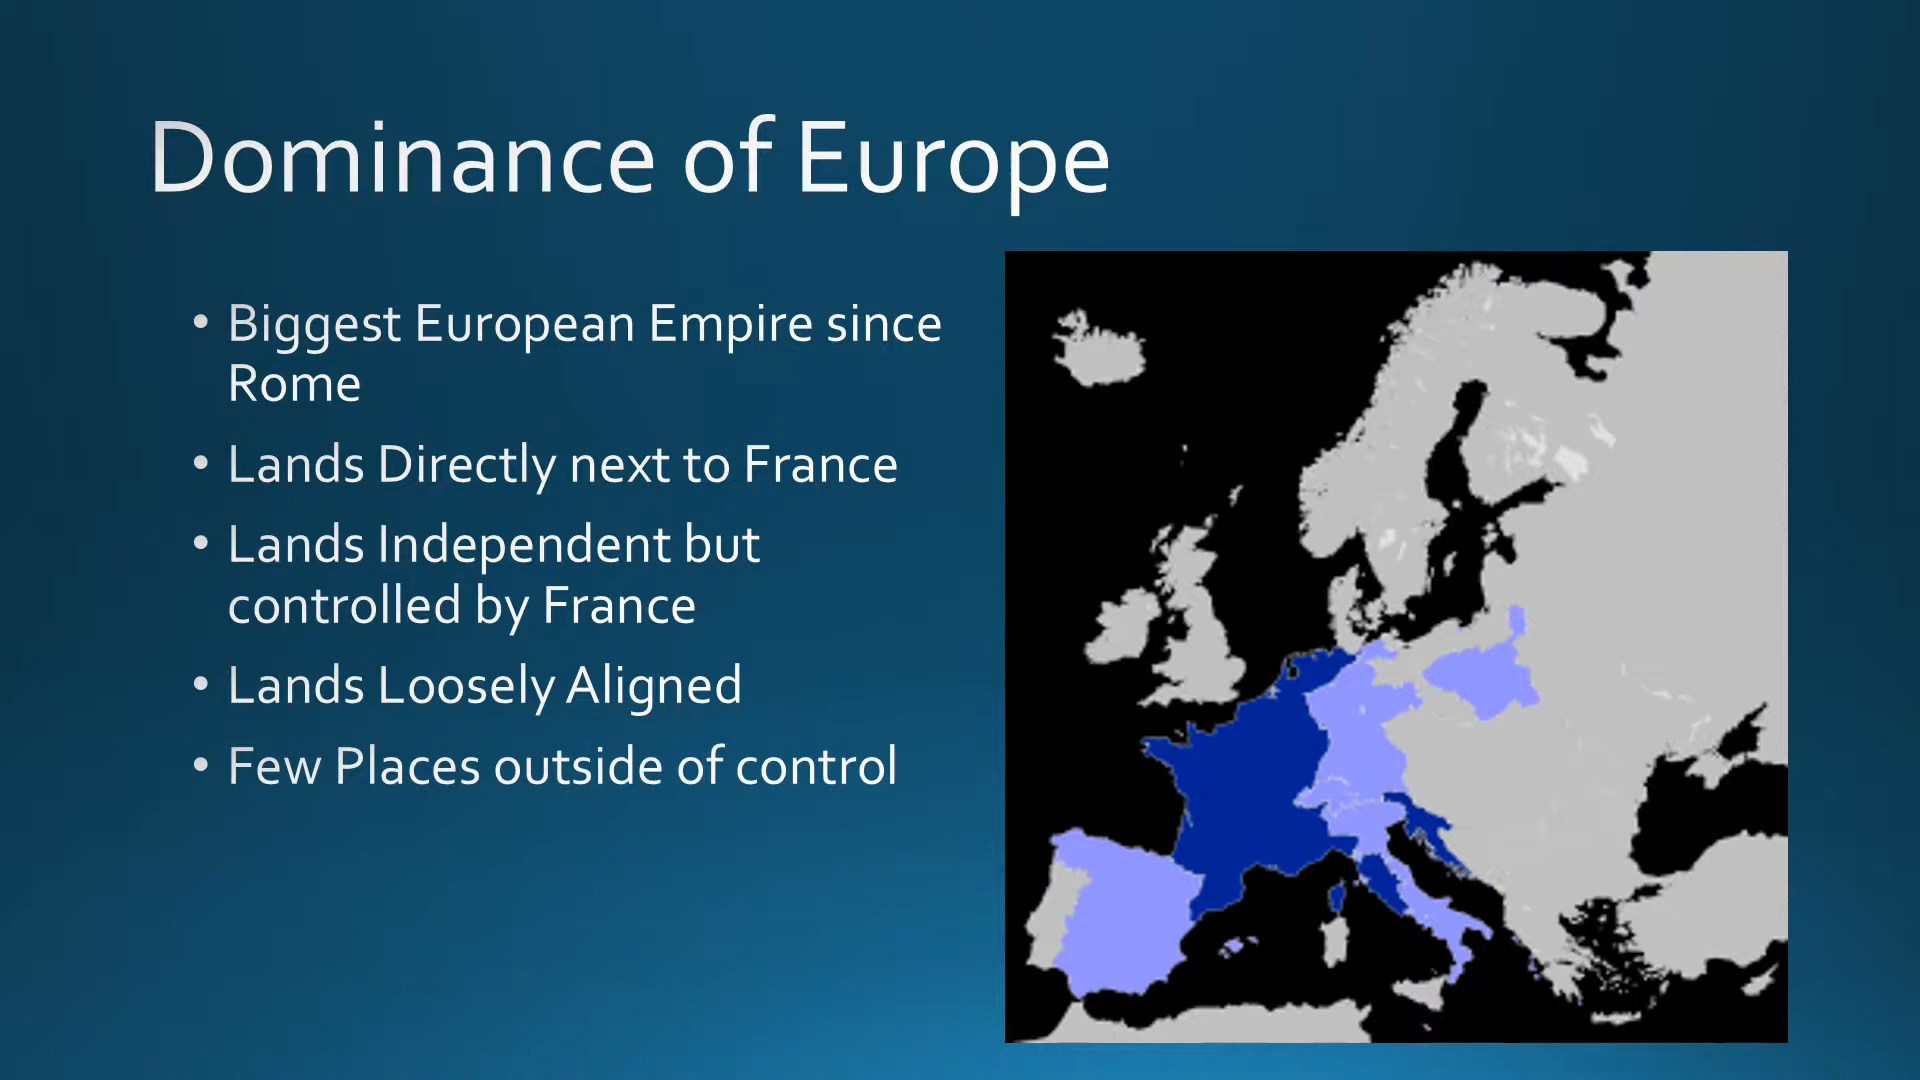 Dominance of Europe
• Biggest European Empire since
Rome
• Lands Directly next to France
• Lands Independent but
controlled by France
• Lands Loosely Aligned
• Few Places outside of control